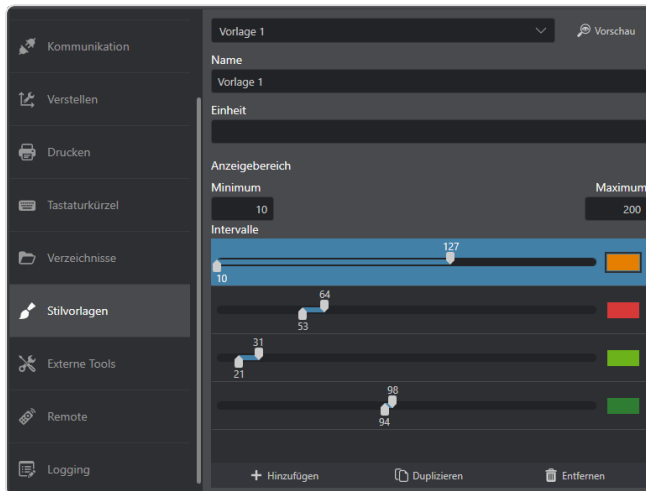 Kommunikation
Verstellen
Drucken
Tastaturkürzel
Verzeichnisse
Stilvorlagen
Externe Tools
Remote
Logging
Vorlage 1
Vorschau
Name
Vorlage 1
Einheit
Anzeigebereich
Minimum Maximum
10 200
Intervalle
127
10
64
53
31
21
98
94
Hinzufügen Duplizieren Entfernen